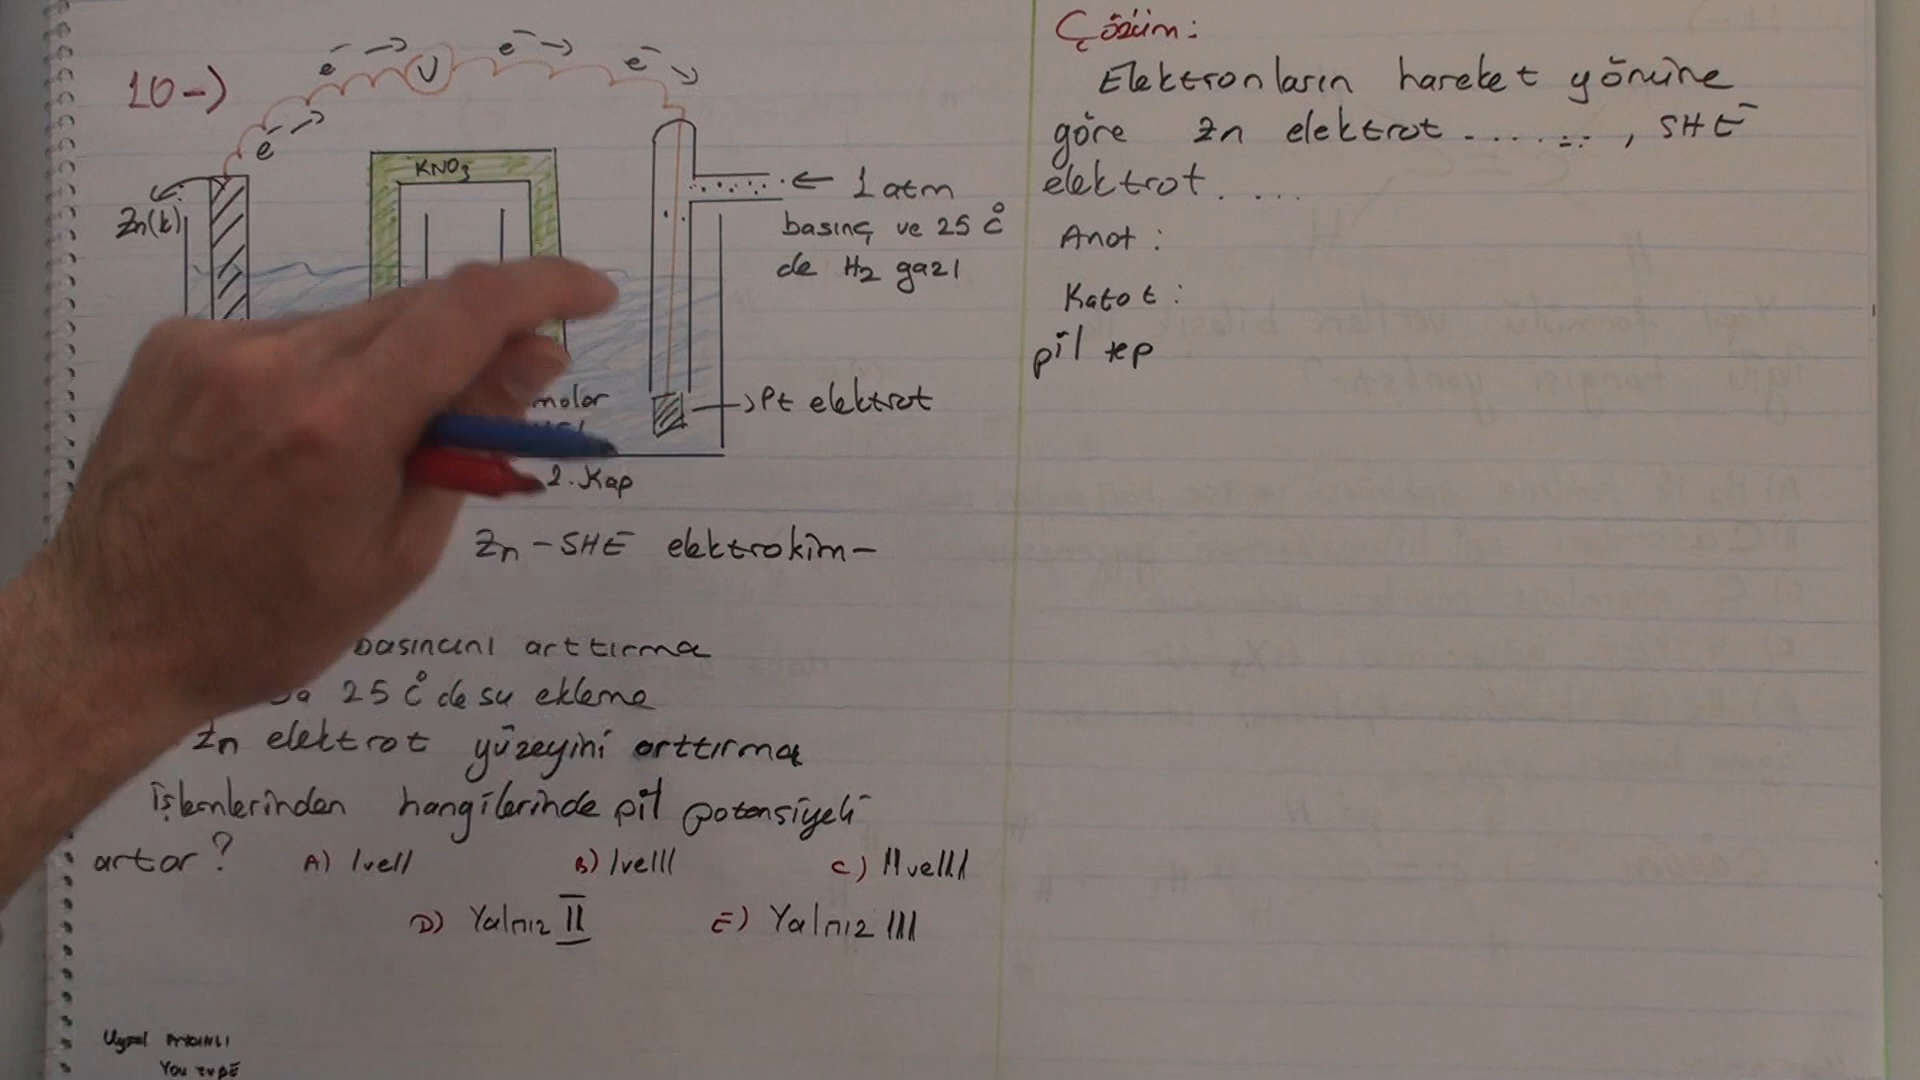 10-)
e⁻ → e⁻ → V e⁻ → e⁻ →
KNO₃
Zn(k)
← 1 atm
basınç ve 25 C°
de H₂ gazı
molar
→ Pt elektrot
2. Kap
Zn - SHE elektrokim-
basıncını arttırma
25 C° de su ekleme
Zn elektrot yüzeyini arttırma
işlemlerinden hangilerinde pil potansiyeli
artar? A) I ve II B) I ve III C) II ve III
D) Yalnız II E) Yalnız III
Uysal
YouTube
Çözüm:
Elektronların hareket yönüne
göre Zn elektrot ......, SHE
elektrot ....
Anot:
Katot:
pil tep